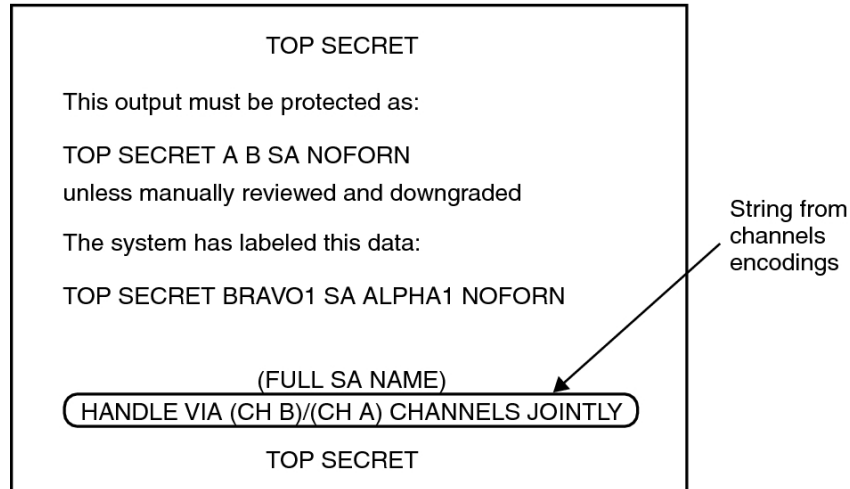 TOP SECRET
This output must be protected as:
TOP SECRET A B SA NOFORN
unless manually reviewed and downgraded
The system has labeled this data:
TOP SECRET BRAVO1 SA ALPHA1 NOFORN
(FULL SA NAME)
HANDLE VIA (CH B)/(CH A) CHANNELS JOINTLY
TOP SECRET
String from
channels
encodings